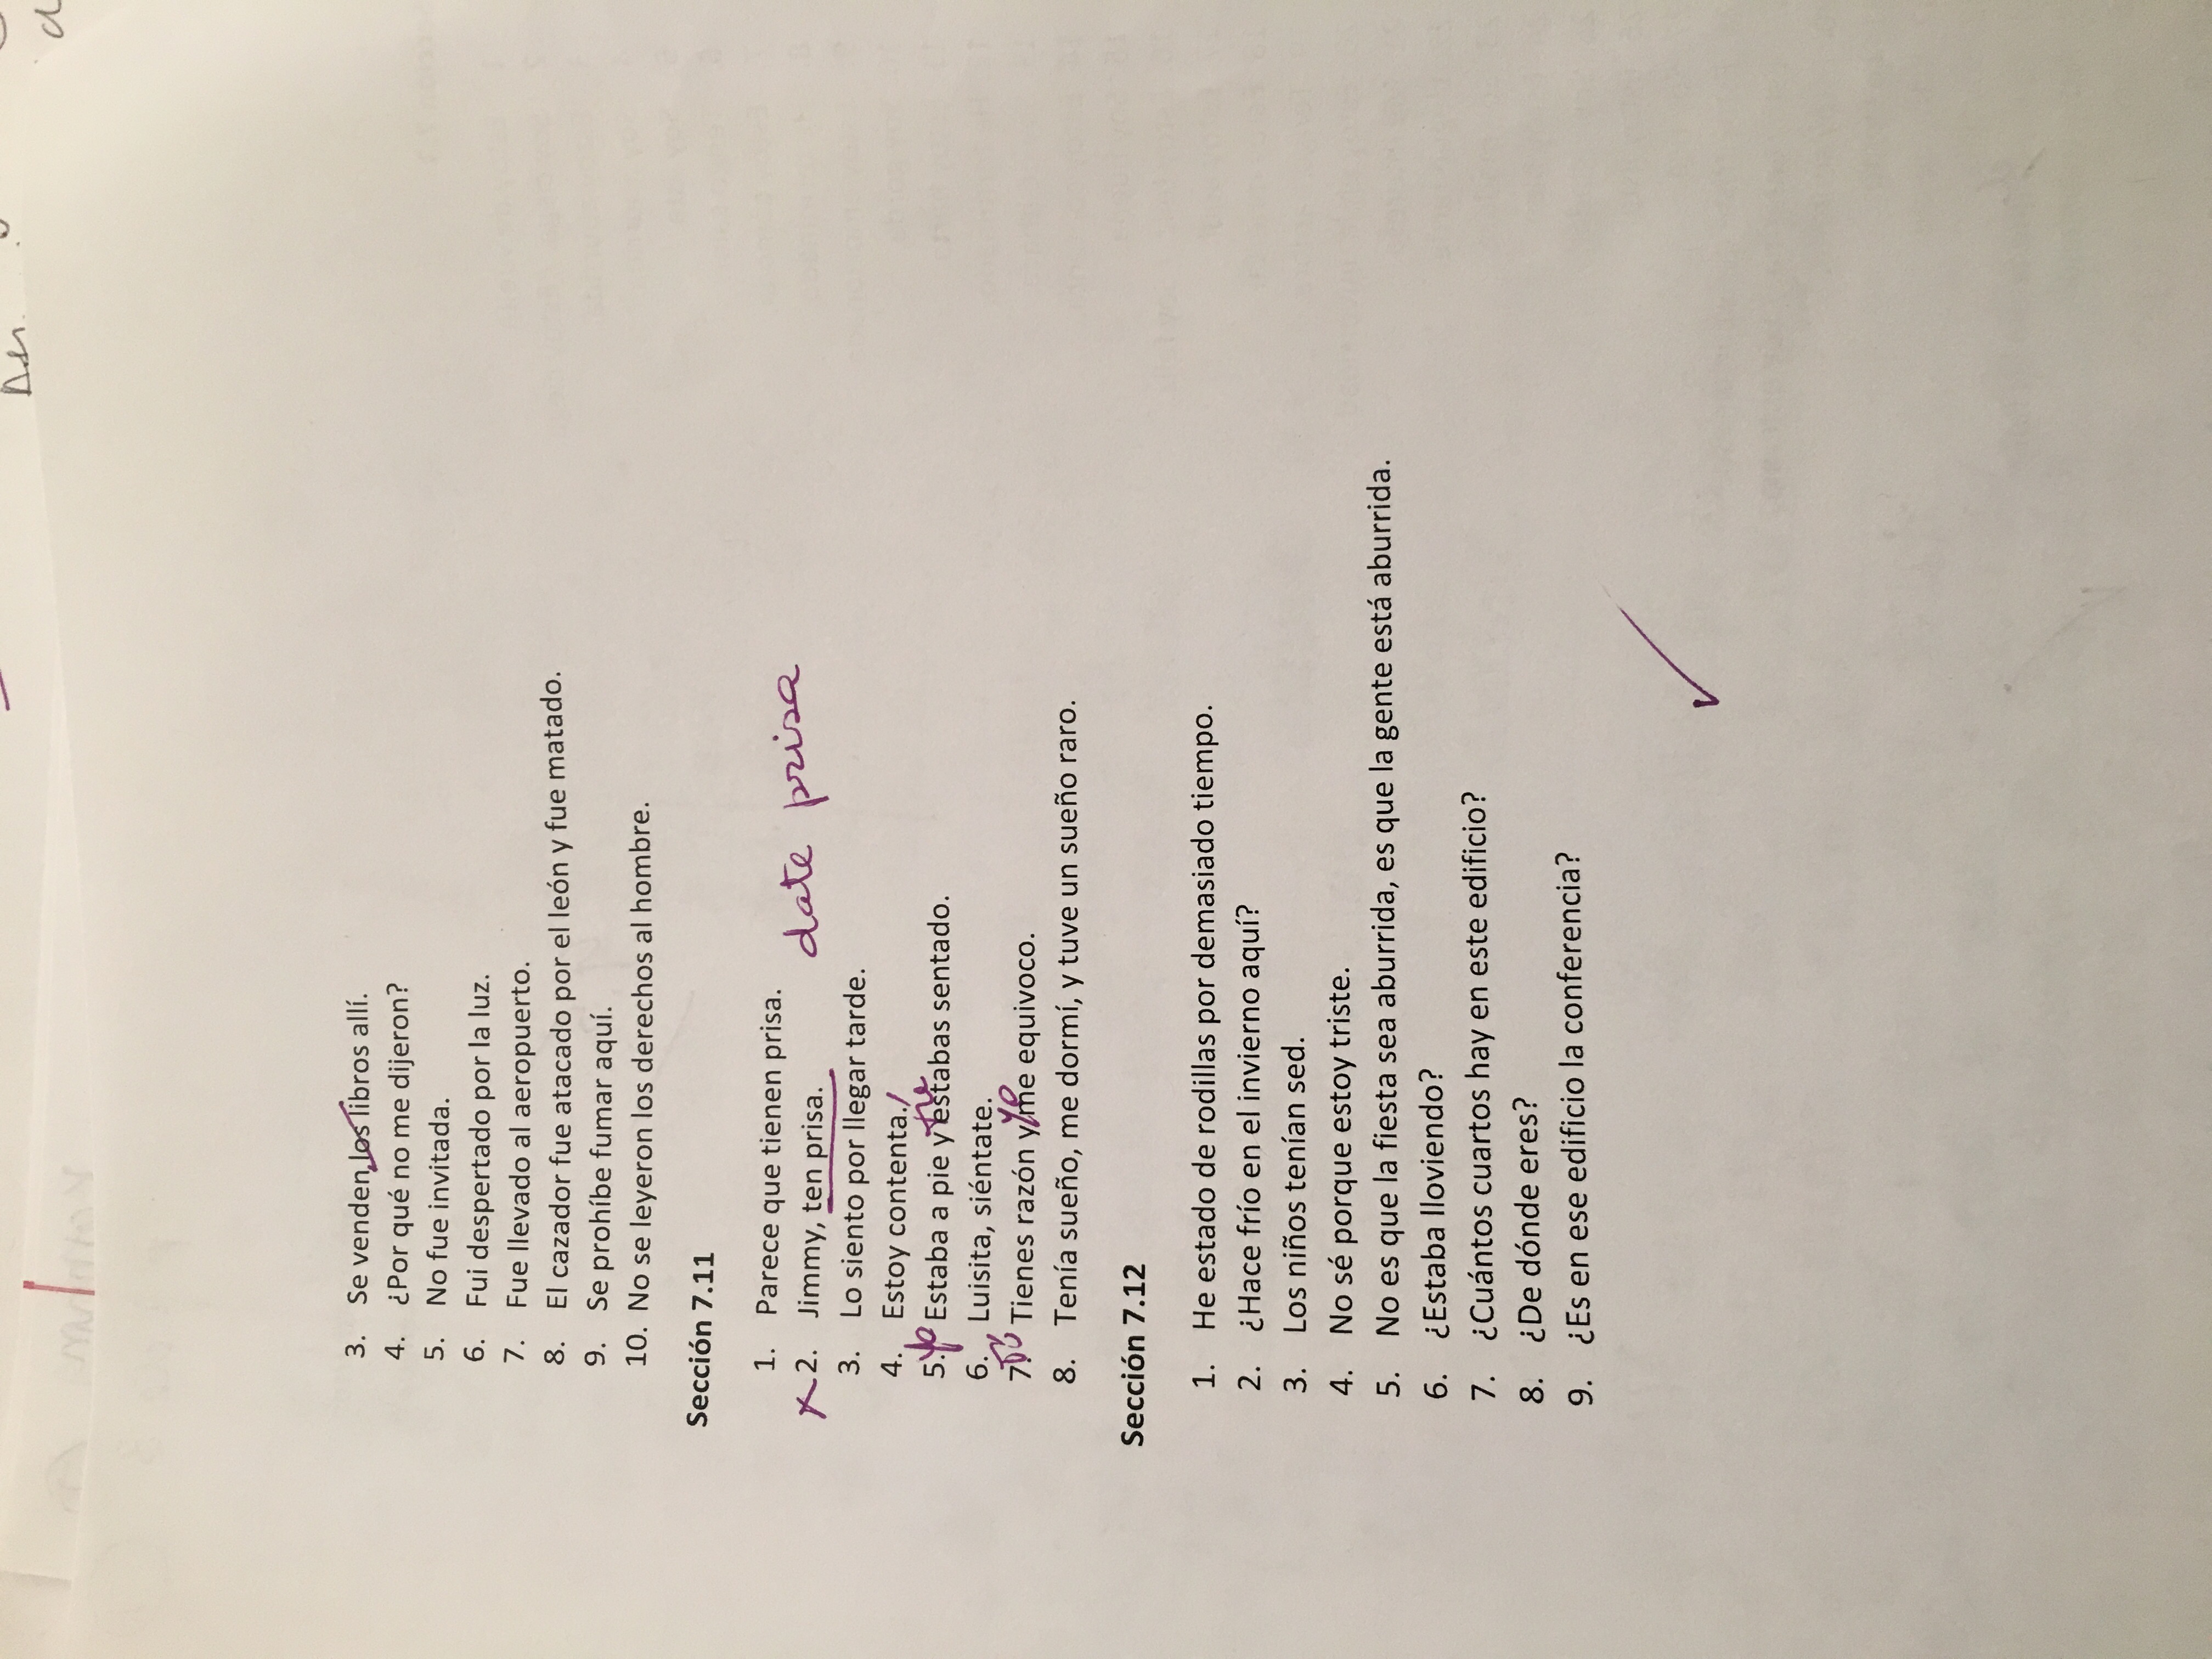 3. Se venden los libros allí.
4. ¿Por qué no me dijeron?
5. No fue invitada.
6. Fui despertado por la luz.
7. Fue llevado al aeropuerto.
8. El cazador fue atacado por el león y fue matado.
9. Se prohíbe fumar aquí.
10. No se leyeron los derechos al hombre.
Sección 7.11
1. Parece que tienen prisa.
x 2. Jimmy, ten prisa. date prisa
3. Lo siento por llegar tarde.
4. Estoy contenta.
5. yo Estaba a pie y tú estabas sentado.
6. Luisita, siéntate.
7. Tú Tienes razón y yo me equivoco.
8. Tenía sueño, me dormí, y tuve un sueño raro.
Sección 7.12
1. He estado de rodillas por demasiado tiempo.
2. ¿Hace frío en el invierno aquí?
3. Los niños tenían sed.
4. No sé porque estoy triste.
5. No es que la fiesta sea aburrida, es que la gente está aburrida.
6. ¿Estaba lloviendo?
7. ¿Cuántos cuartos hay en este edificio?
8. ¿De dónde eres?
9. ¿Es en ese edificio la conferencia?